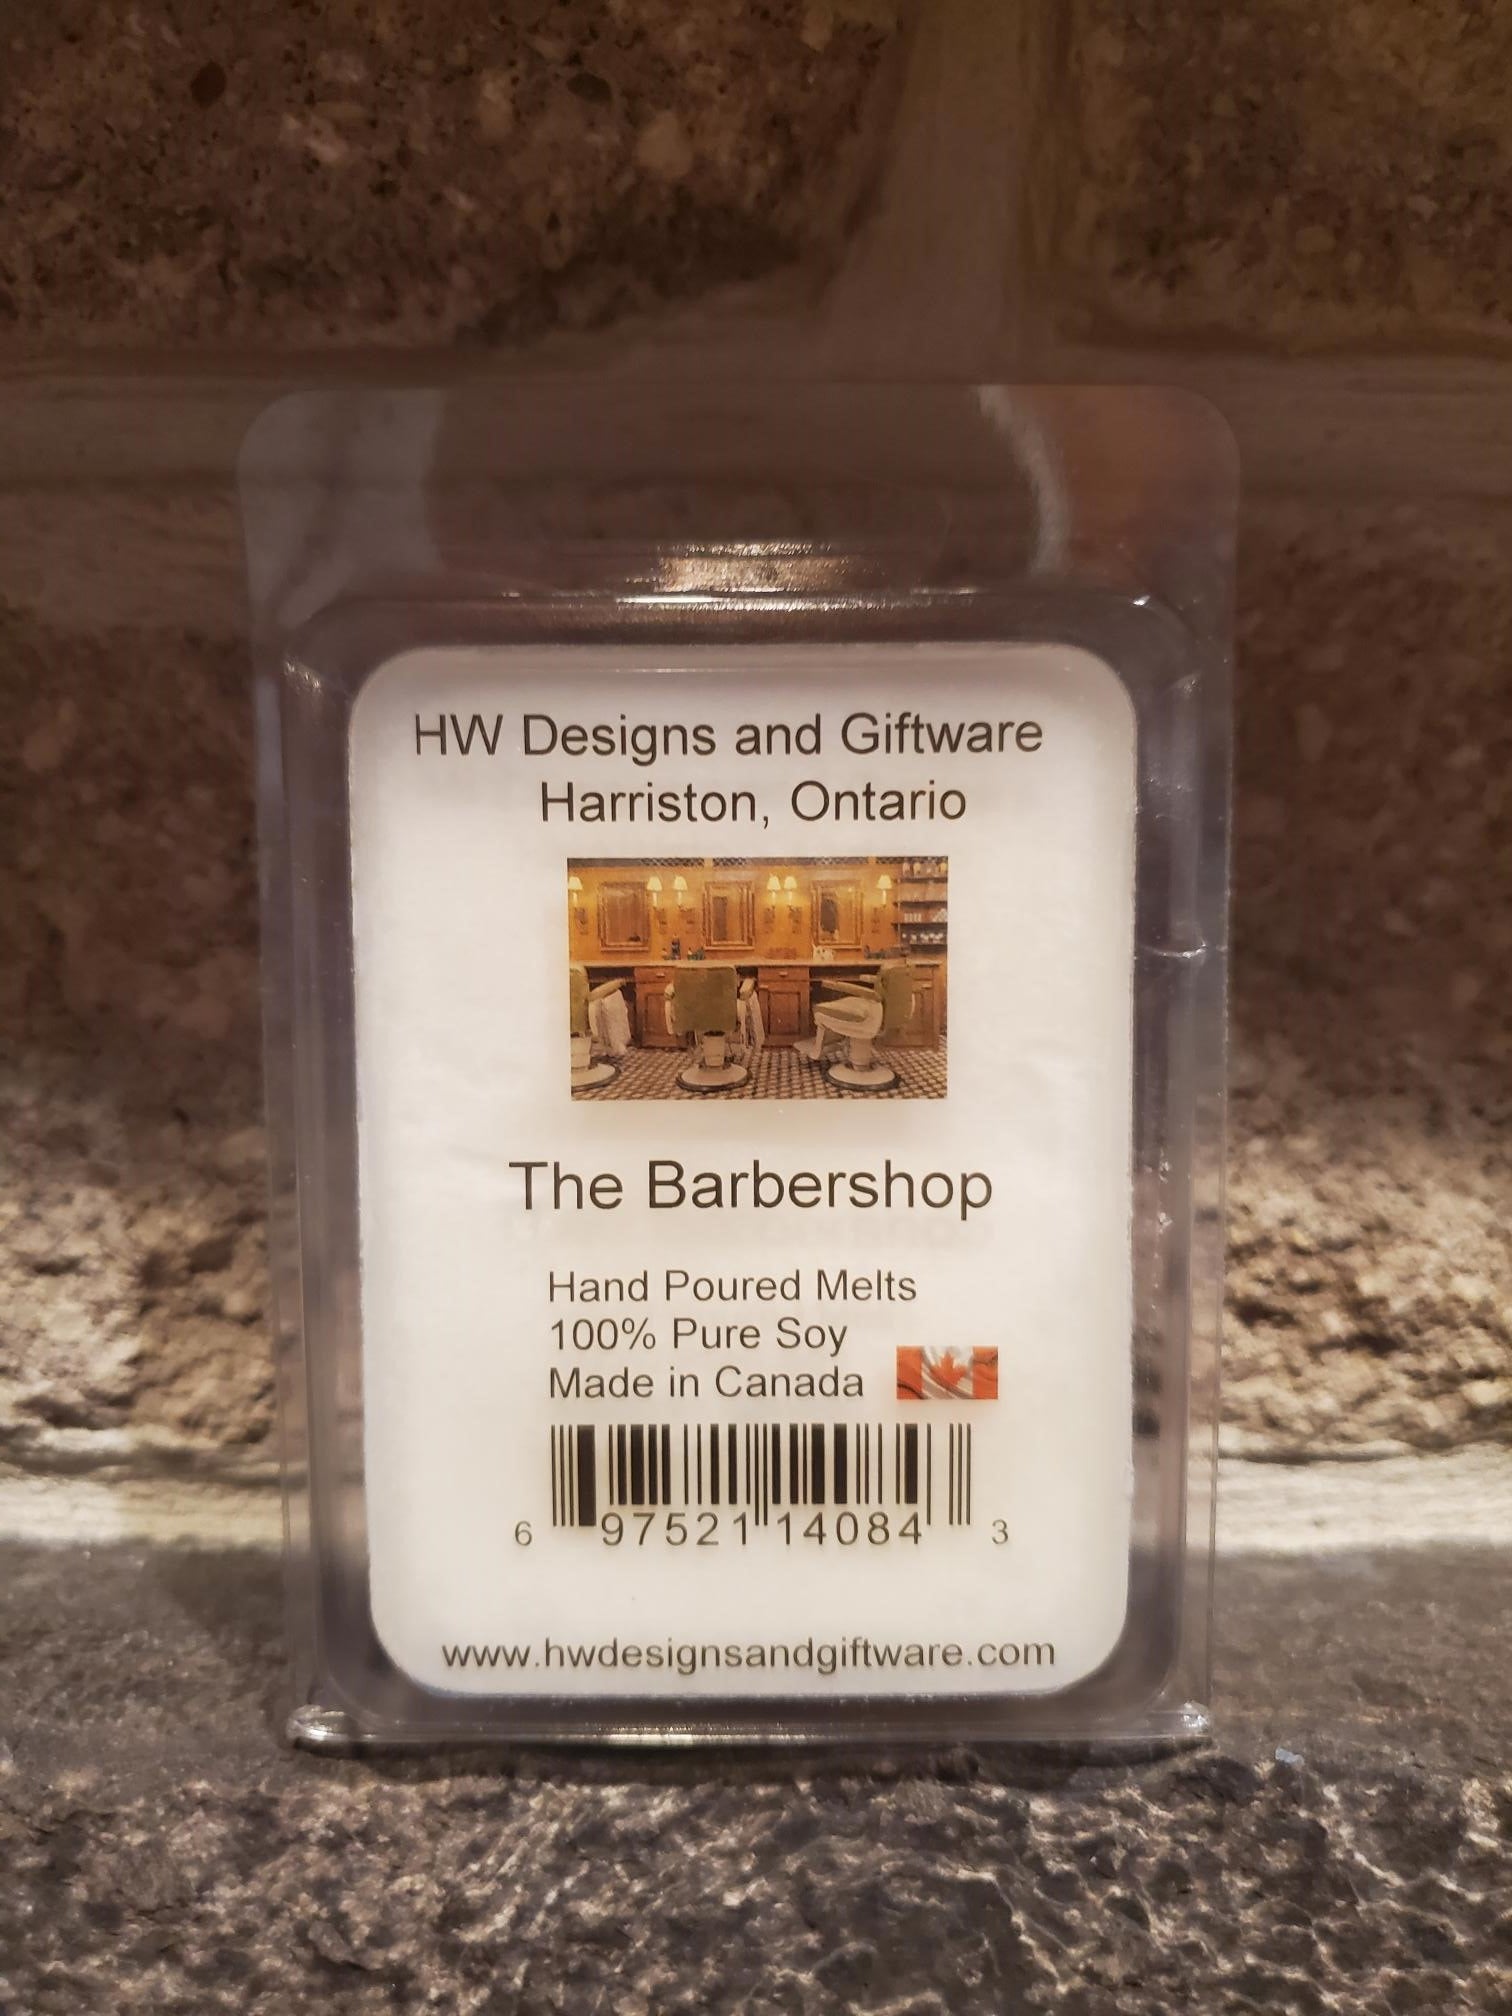 HW Designs and Giftware
Harriston, Ontario
The Barbershop
Hand Poured Melts
100% Pure Soy
Made in Canada
6 97521 14084 3
www.hwdesignsandgiftware.com